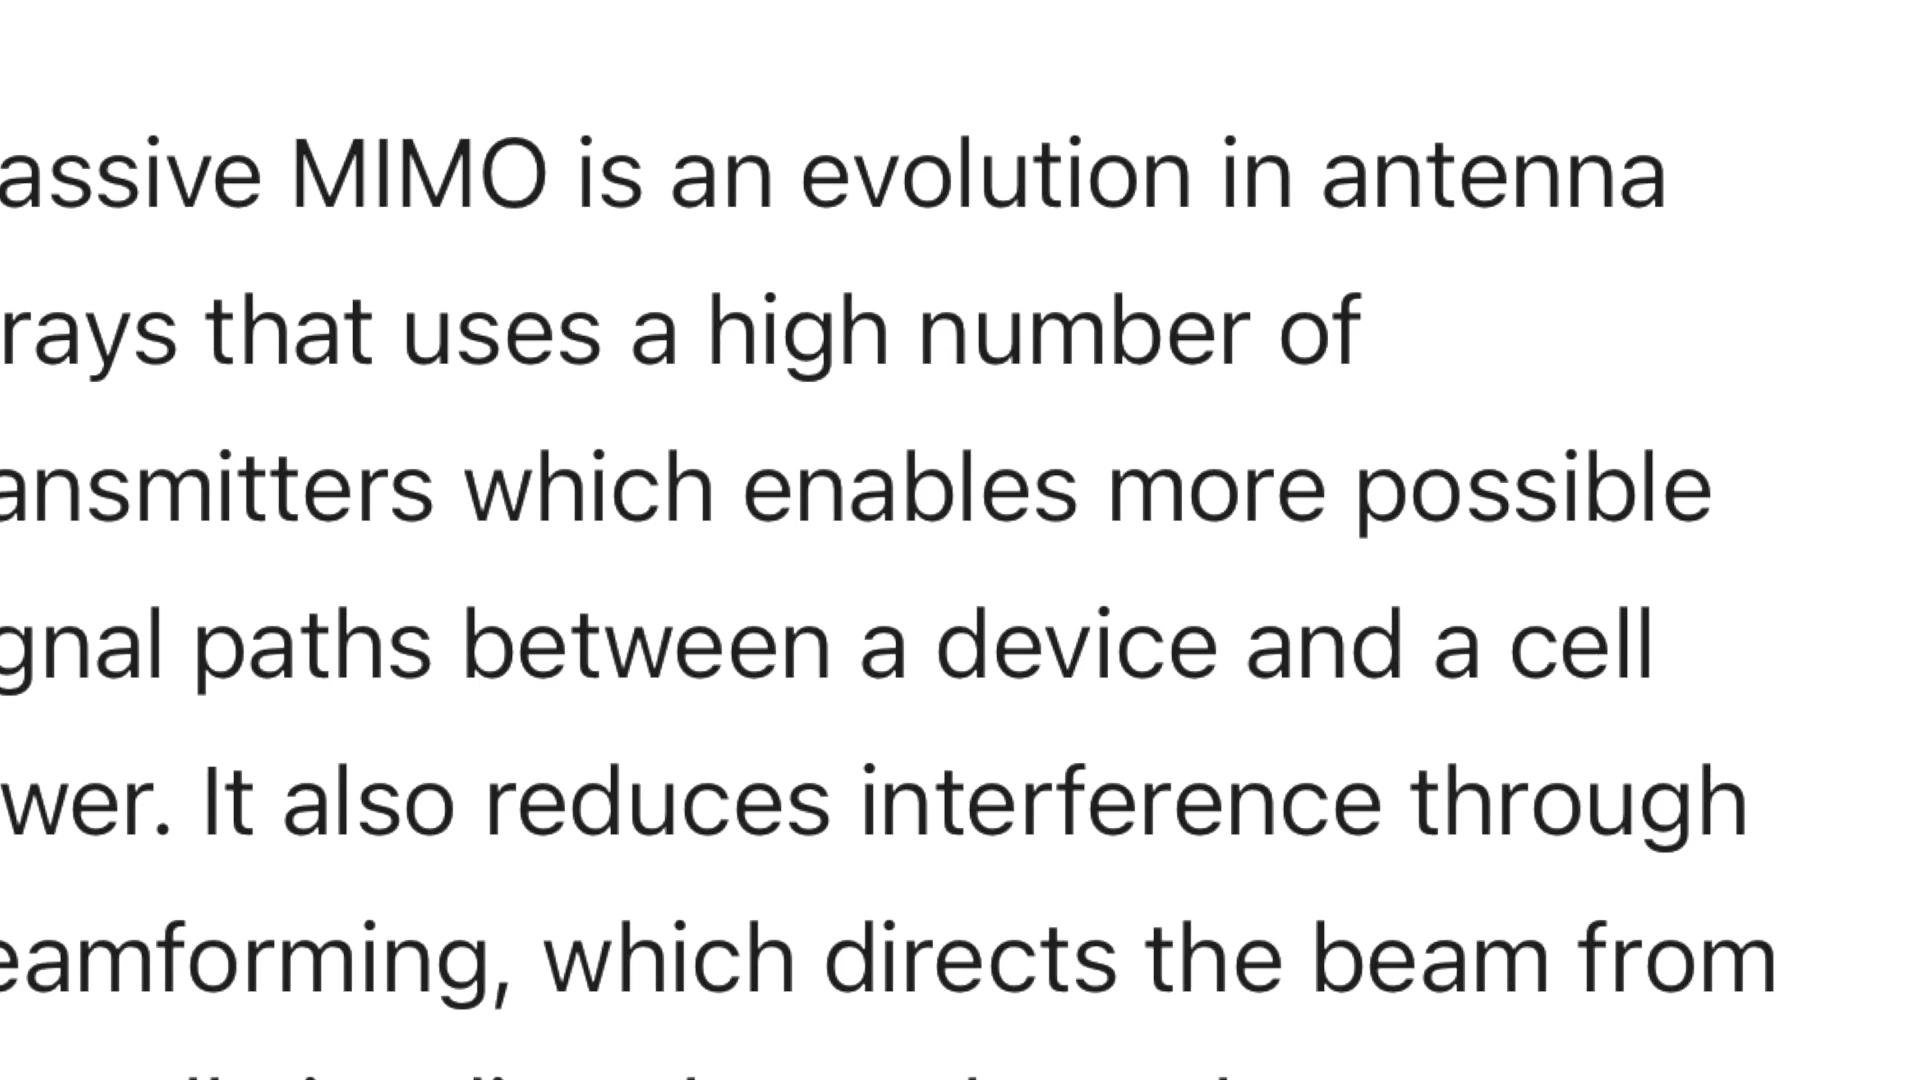 assive MIMO is an evolution in antenna
rays that uses a high number of
ansmitters which enables more possible
gnal paths between a device and a cell
wer. It also reduces interference through
eamforming, which directs the beam from